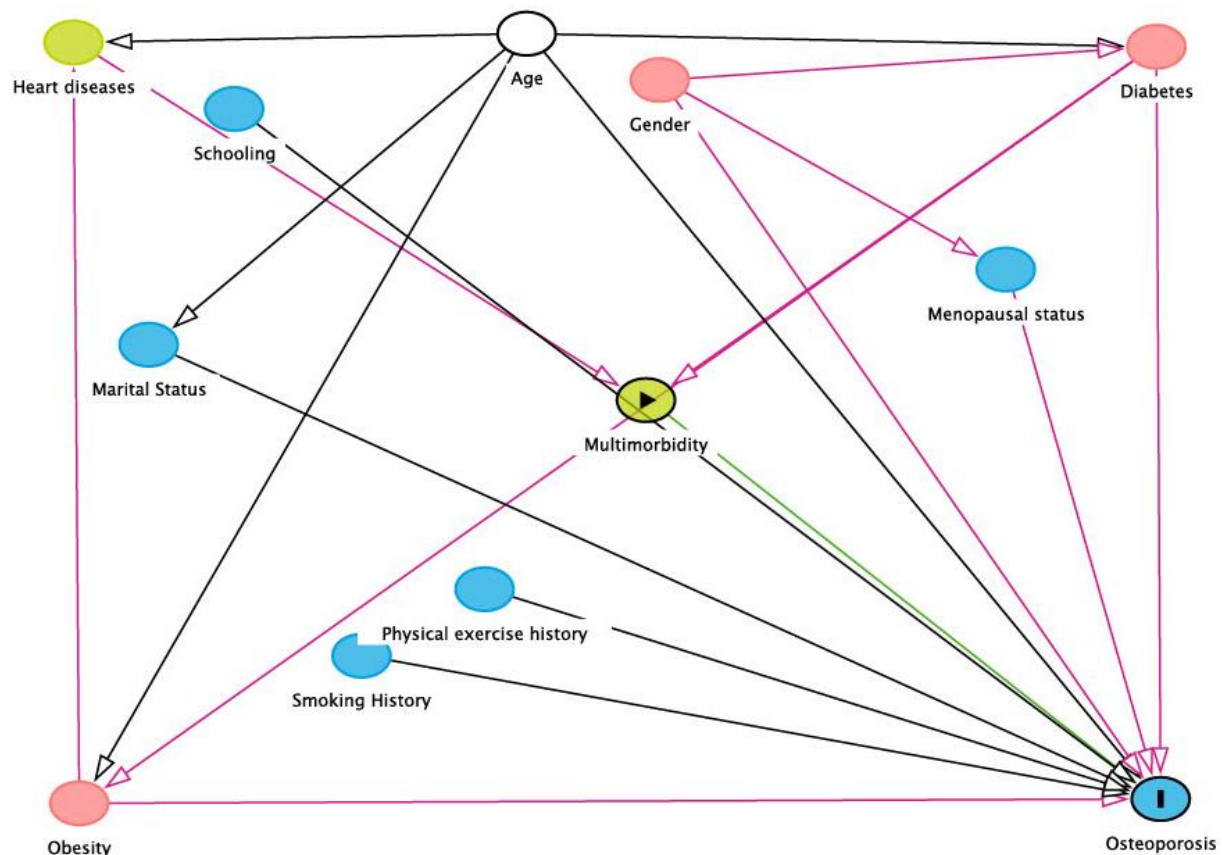 Age
Heart diseases
Diabetes
Gender
Schooling
Menopausal status
Marital Status
Multimorbidity
Physical exercise history
Smoking History
Osteoporosis
Obesity